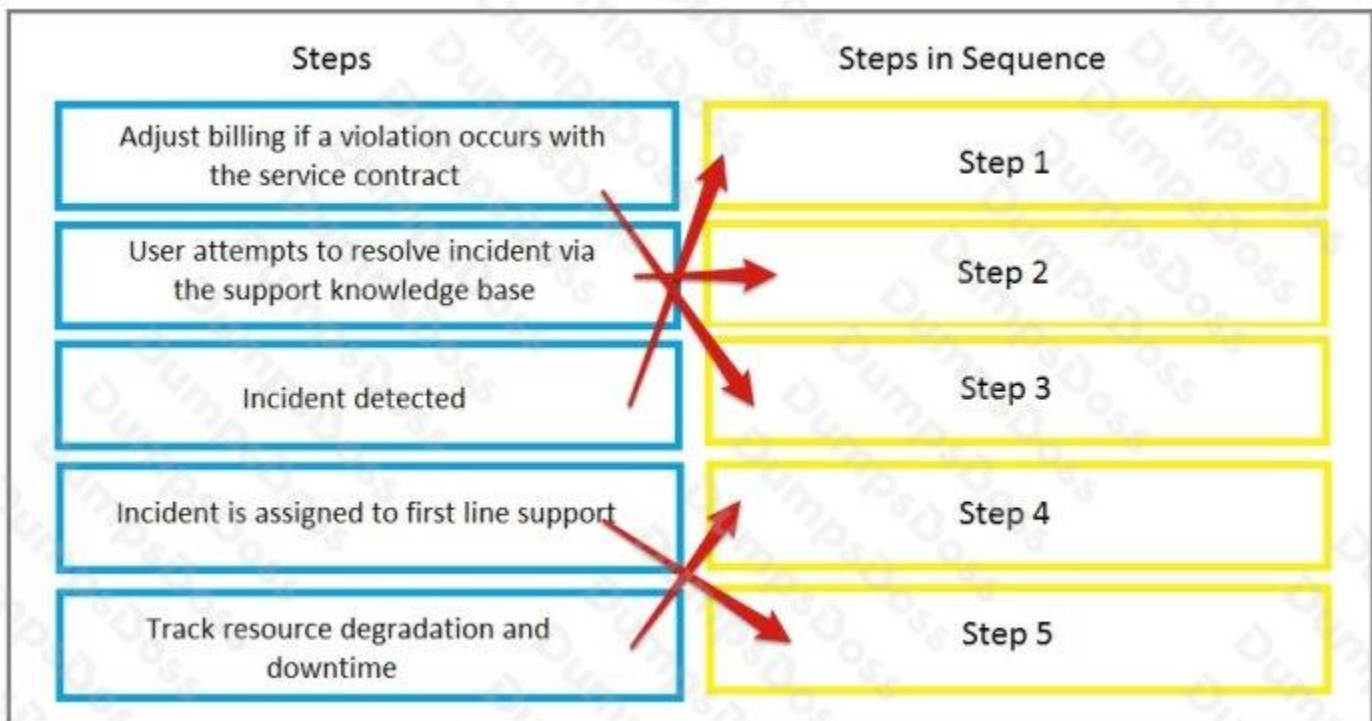 Steps
Steps in Sequence
Adjust billing if a violation occurs with
the service contract
Step 1
User attempts to resolve incident via
the support knowledge base
Step 2
Incident detected
Step 3
Incident is assigned to first line support
Step 4
Track resource degradation and
downtime
Step 5
DumpsDoss